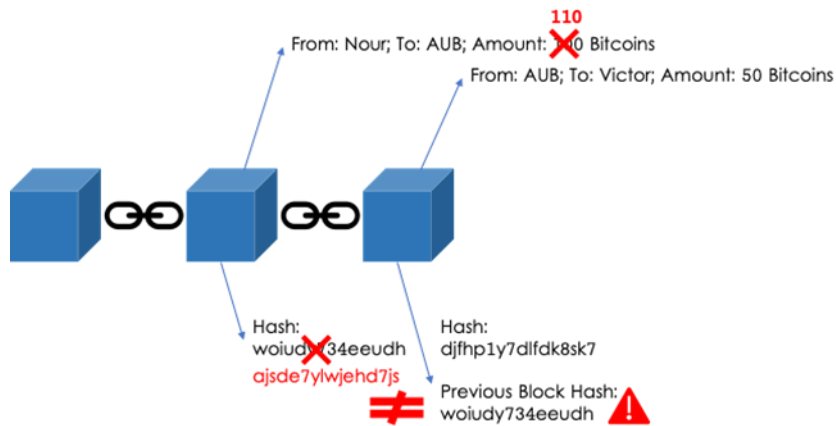 110
From: Nour; To: AUB; Amount: 100 Bitcoins
From: AUB; To: Victor; Amount: 50 Bitcoins
Hash:
woiudy734eeudh
ajsde7ylwjehd7js
Hash:
djfhp1y7dlfdk8sk7
Previous Block Hash:
woiudy734eeudh